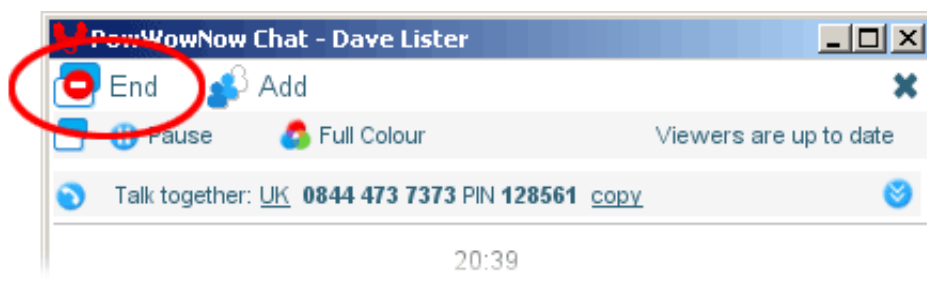 PowWowNow Chat - Dave Lister
End Add
Pause Full Colour Viewers are up to date
Talk together: UK 0844 473 7373 PIN 128561 copy
20:39